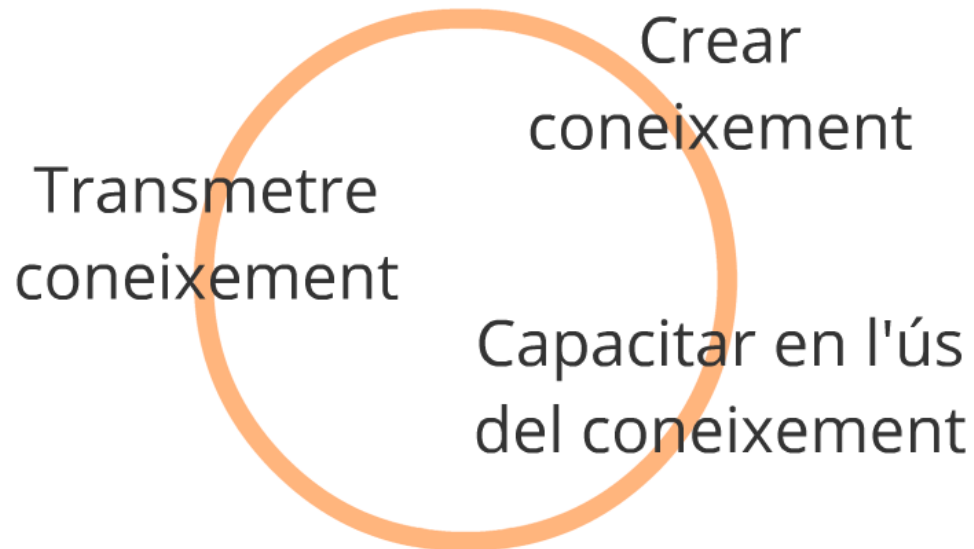 Crear
coneixement
Transmetre
coneixement
Capacitar en l'ús
del coneixement